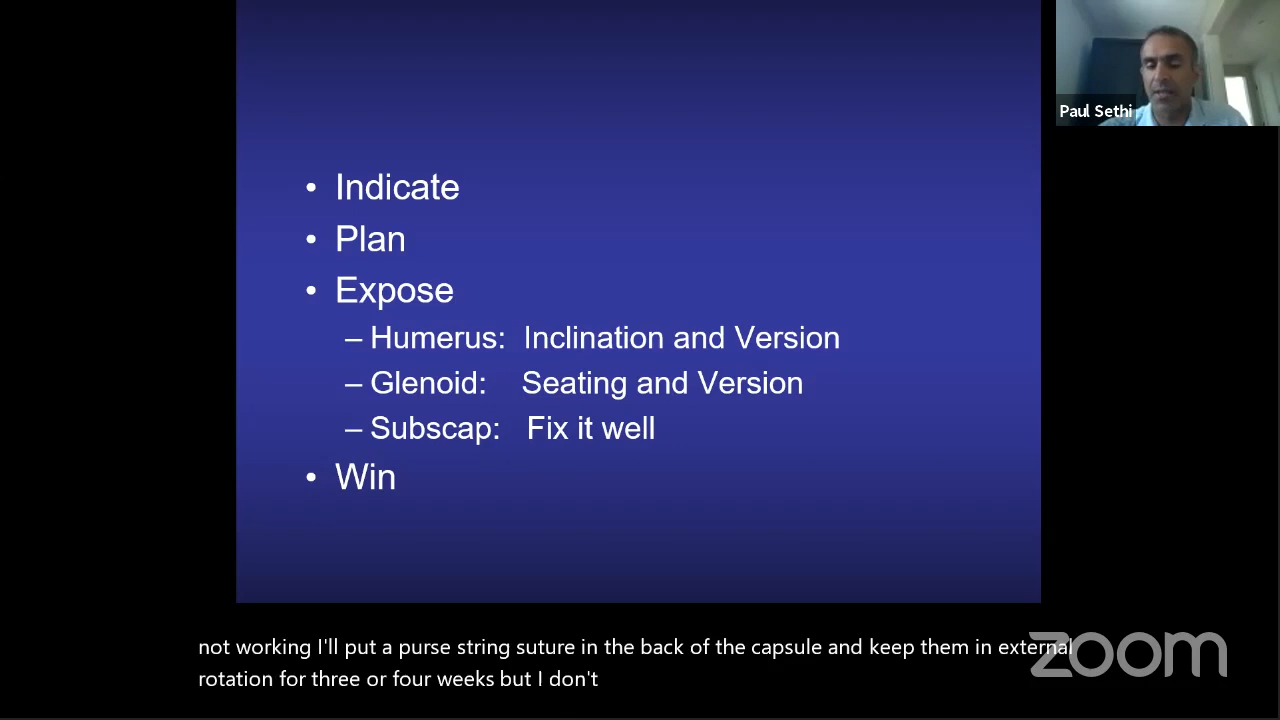 Paul Sethi
• Indicate
• Plan
• Expose
– Humerus: Inclination and Version
– Glenoid: Seating and Version
– Subscap: Fix it well
• Win
not working I'll put a purse string suture in the back of the capsule and keep them in external
rotation for three or four weeks but I don't
zoom